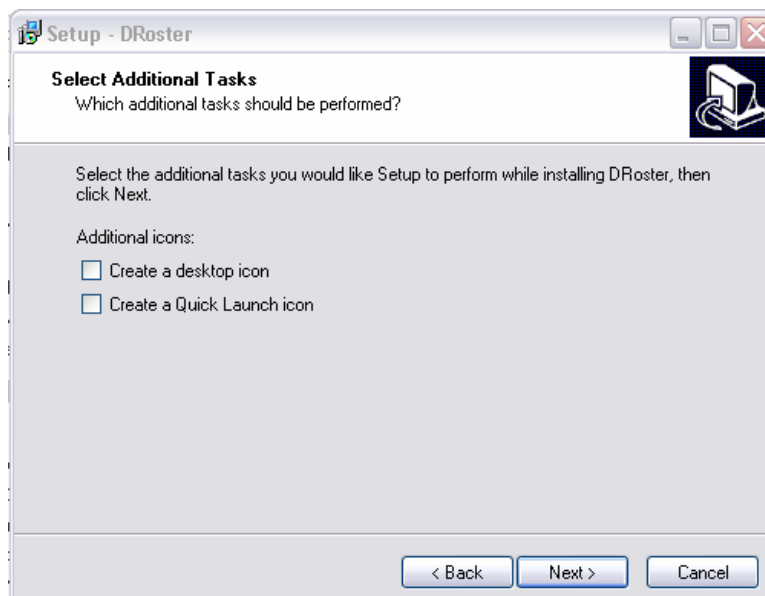 Setup - DRoster
Select Additional Tasks
Which additional tasks should be performed?
Select the additional tasks you would like Setup to perform while installing DRoster, then
click Next.
Additional icons:
Create a desktop icon
Create a Quick Launch icon
< Back
Next >
Cancel